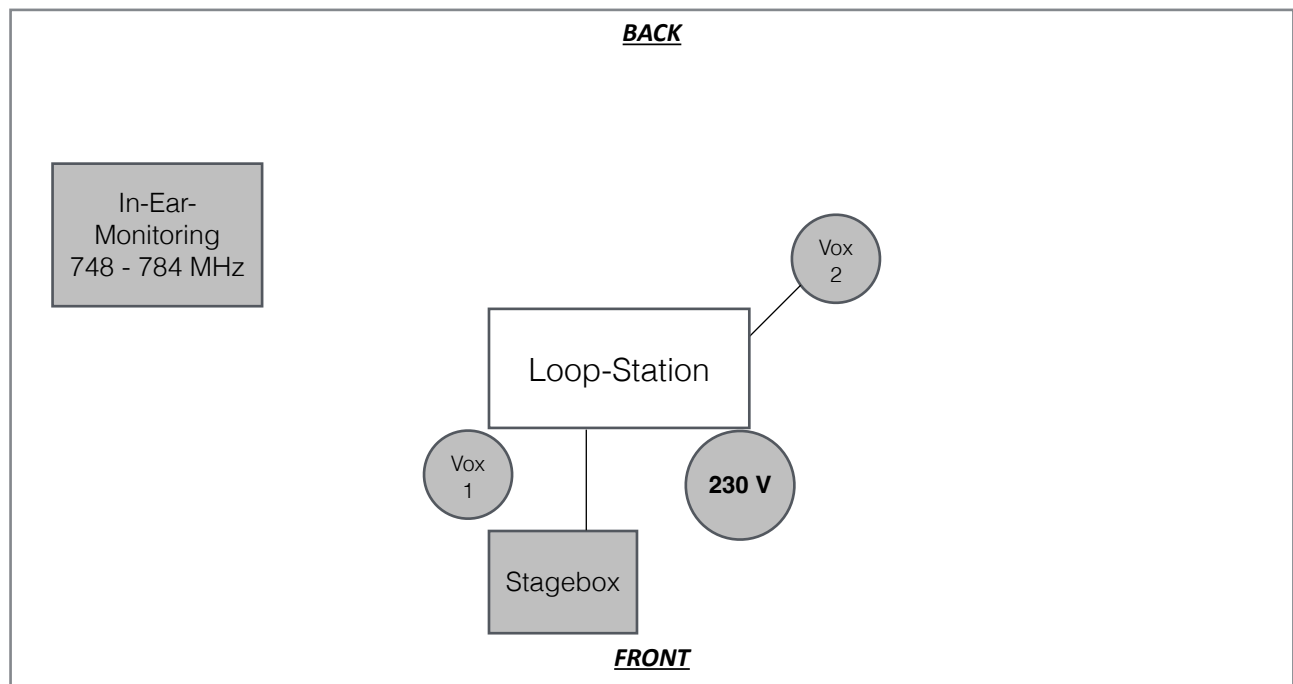 BACK
In-Ear-
Monitoring
748 - 784 MHz
Vox
2
Loop-Station
Vox
1
230 V
Stagebox
FRONT